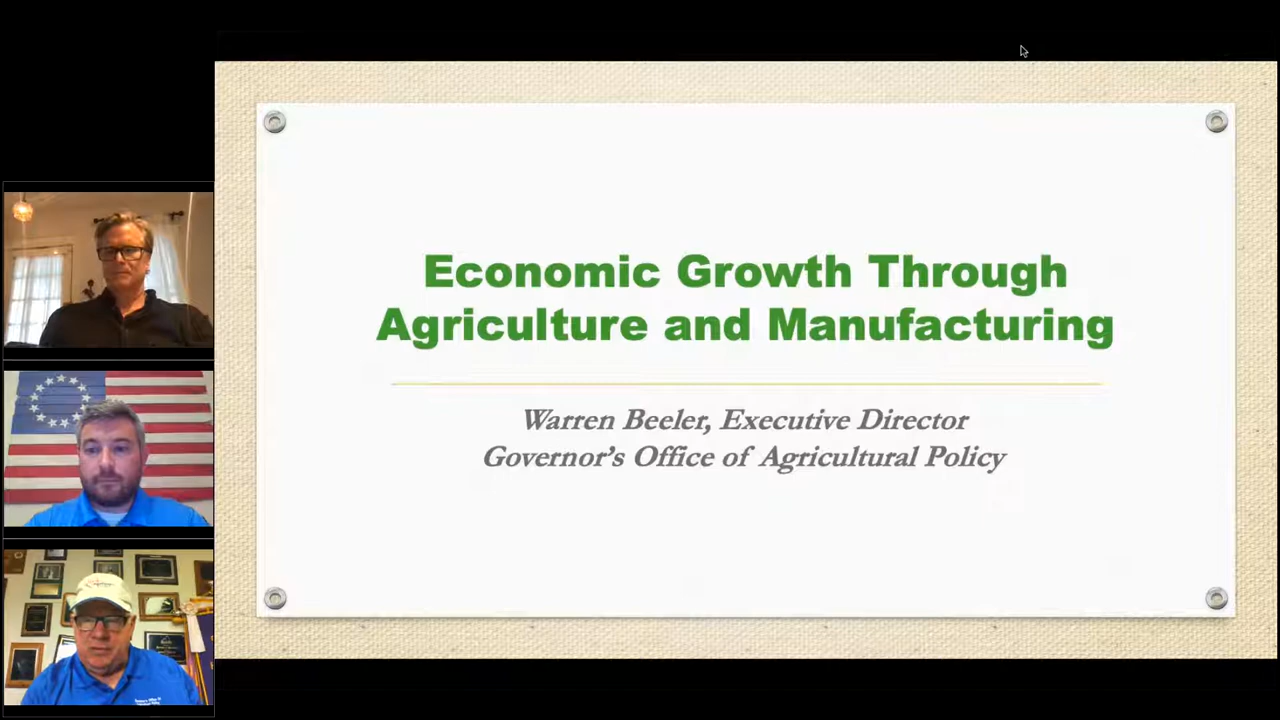 Economic Growth Through
Agriculture and Manufacturing
Warren Beeler, Executive Director
Governor's Office of Agricultural Policy